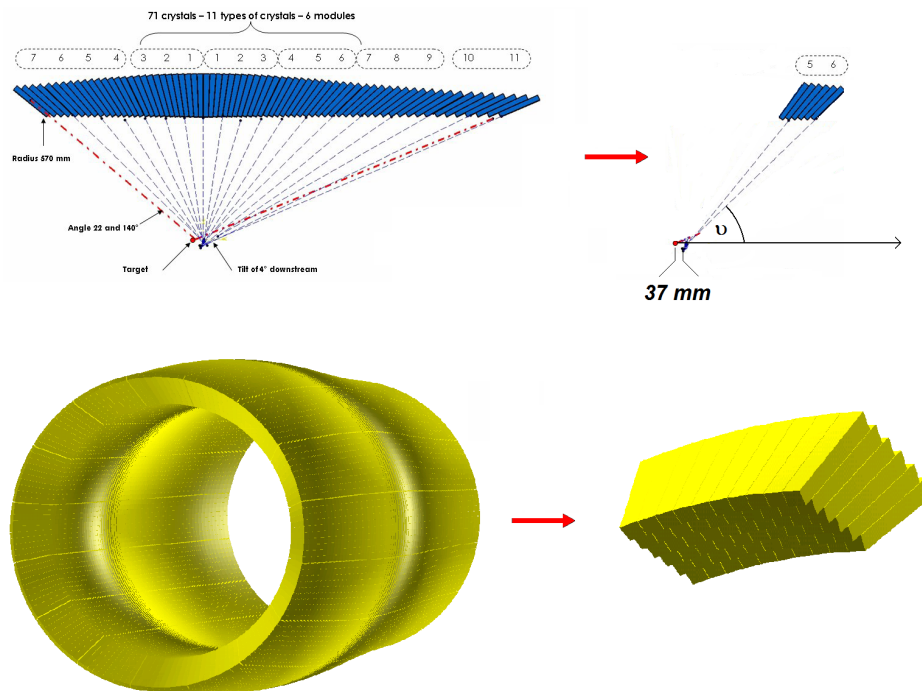 71 crystals – 11 types of crystals – 6 modules
7 6 5 4 3 2 1 1 2 3 4 5 6 7 8 9 10 11
5 6
Radius 570 mm
Angle 22 and 140°
Target
Tilt of 4° downstream
υ
37 mm